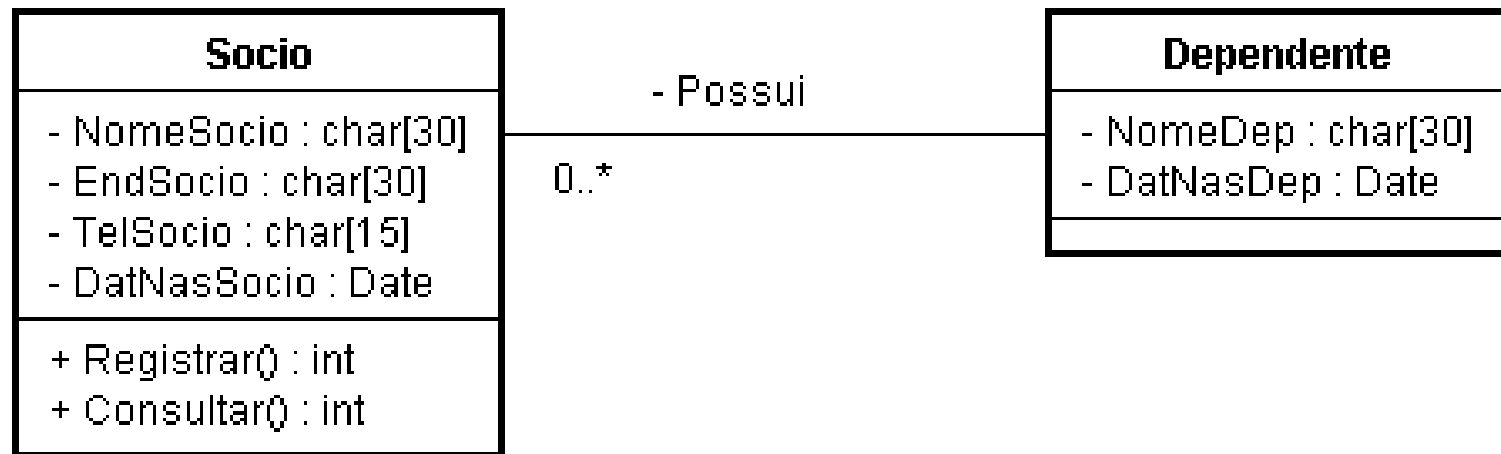 Socio
- NomeSocio : char[30]
- EndSocio : char[30]
- TelSocio : char[15]
- DatNasSocio : Date
+ Registrar() : int
+ Consultar() : int
- Possui
0..*
Dependente
- NomeDep : char[30]
- DatNasDep : Date